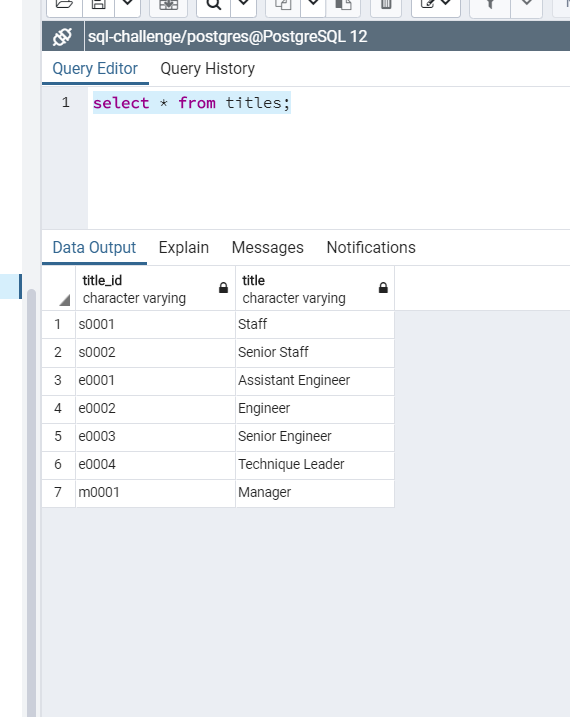 sql-challenge/postgres@PostgreSQL 12
Query Editor Query History
1 select * from titles;
Data Output Explain Messages Notifications
title_id title
character varying character varying
1 s0001 Staff
2 s0002 Senior Staff
3 e0001 Assistant Engineer
4 e0002 Engineer
5 e0003 Senior Engineer
6 e0004 Technique Leader
7 m0001 Manager